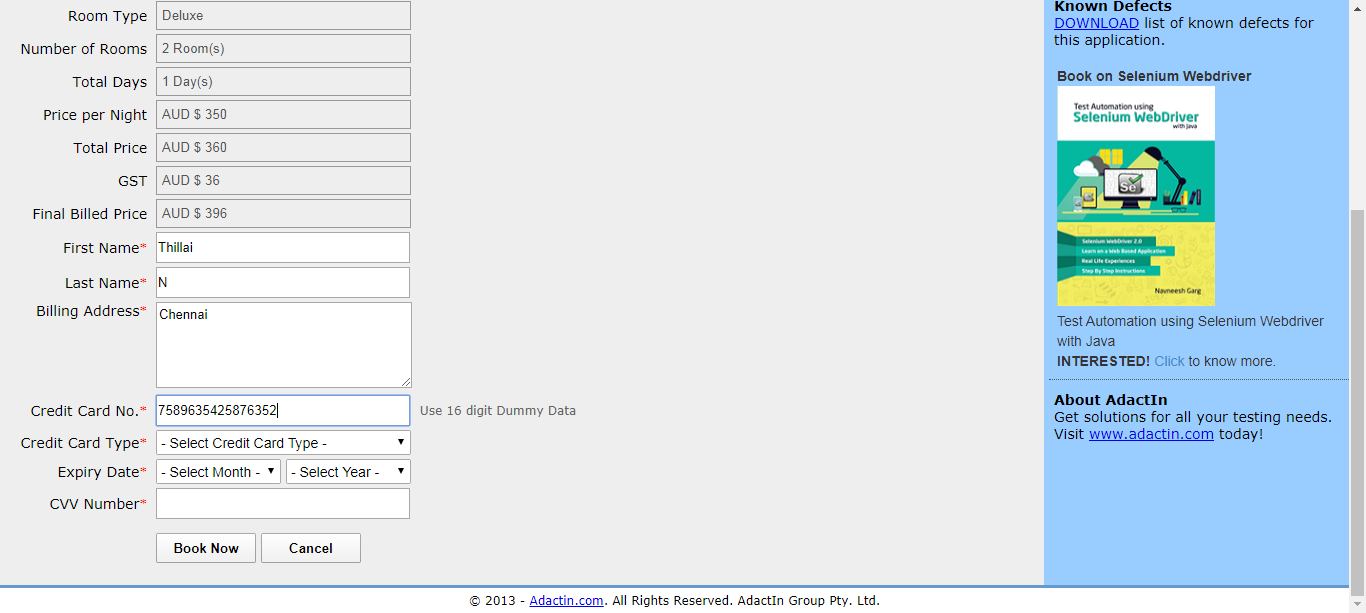 Room Type Deluxe
Number of Rooms 2 Room(s)
Total Days 1 Day(s)
Price per Night AUD $ 350
Total Price AUD $ 360
GST AUD $ 36
Final Billed Price AUD $ 396
First Name* Thillai
Last Name* N
Billing Address* Chennai
Credit Card No.* 7589635425876352 Use 16 digit Dummy Data
Credit Card Type* - Select Credit Card Type -
Expiry Date* - Select Month - - Select Year -
CVV Number*
Book Now Cancel
Known Defects
DOWNLOAD list of known defects for
this application.
Book on Selenium Webdriver
Test Automation using
Selenium WebDriver
with Java
Se
Selenium WebDriver 2.0
Learn on a Web Based Application
Real Life Experiences
Step By Step Instructions
Navneesh Garg
Test Automation using Selenium Webdriver
with Java
INTERESTED! Click to know more.
About AdactIn
Get solutions for all your testing needs.
Visit www.adactin.com today!
© 2013 - Adactin.com. All Rights Reserved. AdactIn Group Pty. Ltd.